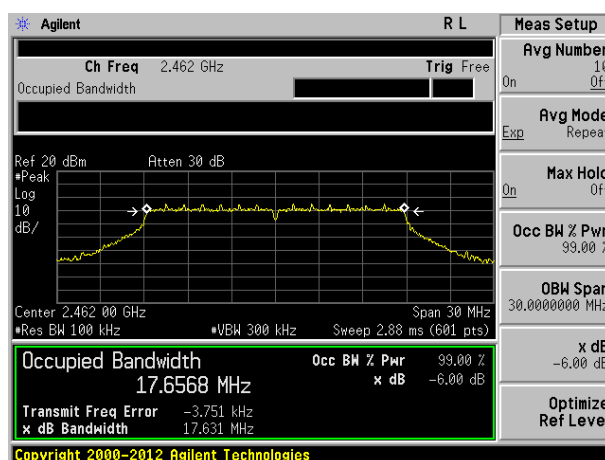 Agilent R L
Ch Freq 2.462 GHz Trig Free
Occupied Bandwidth
Ref 20 dBm Atten 30 dB
#Peak
Log
10
dB/
Center 2.462 00 GHz Span 30 MHz
#Res BW 100 kHz #VBW 300 kHz Sweep 2.88 ms (601 pts)
Occupied Bandwidth Occ BW % Pwr 99.00 %
17.6568 MHz x dB -6.00 dB
Transmit Freq Error -3.751 kHz
x dB Bandwidth 17.631 MHz
Copyright 2000-2012 Agilent Technologies
Meas Setup
Avg Number
10
On Of
Avg Mode
Exp Repea
Max Hold
On Of
Occ BW % Pwr
99.00 %
OBW Span
30.0000000 MHz
x dB
-6.00 dB
Optimize
Ref Leve